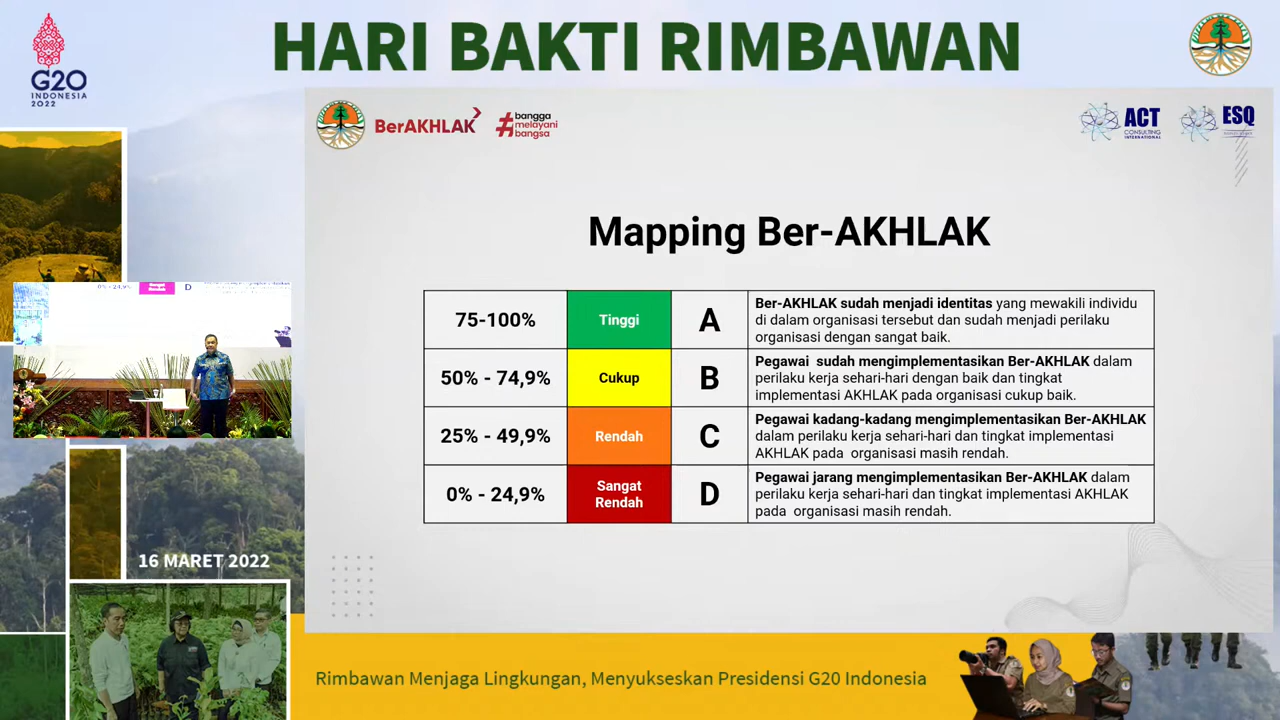 G20
INDONESIA
2022
HARI BAKTI RIMBAWAN
BerAKHLAK
#bangga
melayani
bangsa
ACT
CONSULTING
INTERNATIONAL
ESQ
Mapping Ber-AKHLAK
75-100%
Tinggi
A
Ber-AKHLAK sudah menjadi identitas yang mewakili individu
di dalam organisasi tersebut dan sudah menjadi perilaku
organisasi dengan sangat baik.
50% - 74,9%
Cukup
B
Pegawai  sudah mengimplementasikan Ber-AKHLAK dalam
perilaku kerja sehari-hari dengan baik dan tingkat
implementasi AKHLAK pada organisasi cukup baik.
25% - 49,9%
Rendah
C
Pegawai kadang-kadang mengimplementasikan Ber-AKHLAK
dalam perilaku kerja sehari-hari dan tingkat implementasi
AKHLAK pada  organisasi masih rendah.
0% - 24,9%
Sangat
Rendah
D
Pegawai jarang mengimplementasikan Ber-AKHLAK dalam
perilaku kerja sehari-hari dan tingkat implementasi AKHLAK
pada  organisasi masih rendah.
0% - 24,9%
Sangat
Rendah
D
16 MARET 2022
Rimbawan Menjaga Lingkungan, Menyukseskan Presidensi G20 Indonesia